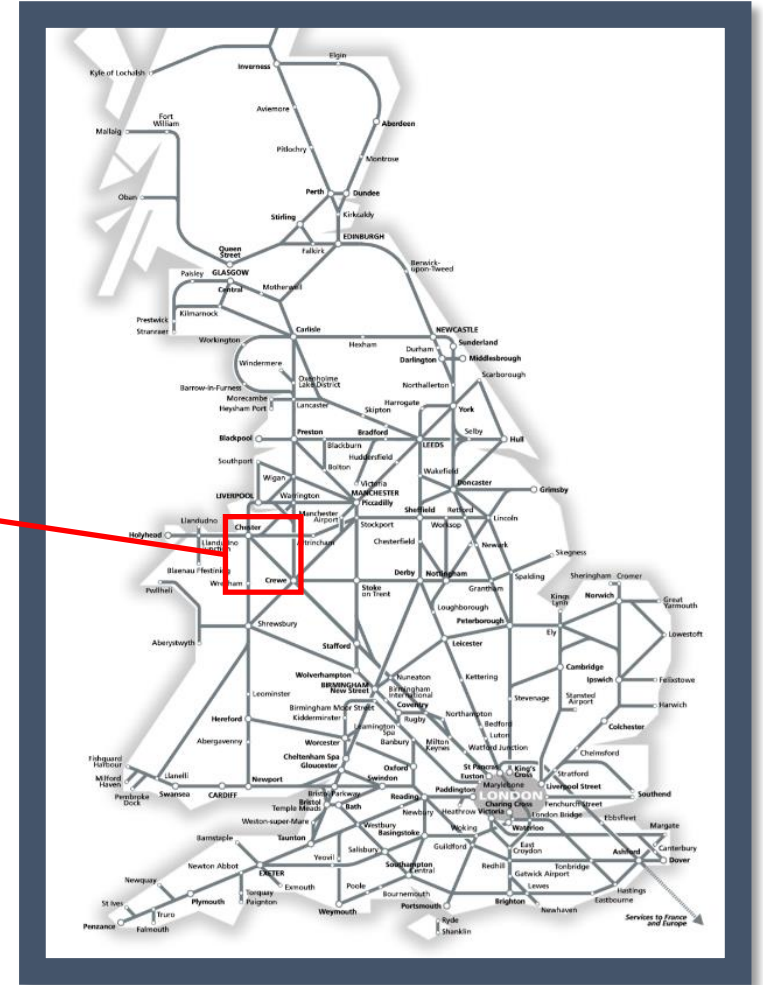 Elgin
Inverness
Kyle of Lochalsh
Aviemore
Fort
William
Aberdeen
Mallaig
Pitlochry
Montrose
Perth
Dundee
Oban
Stirling
Kirkcaldy
EDINBURGH
Queen
Street
Falkirk
Berwick-
upon-Tweed
Paisley
GLASGOW
Central
Motherwell
Prestwick
Kilmarnock
Stranraer
Carlisle
NEWCASTLE
Workington
Hexham
Sunderland
Durham
Darlington
Middlesbrough
Windermere
Scarborough
Oxenholme
Lake District
Barrow-in-Furness
Northallerton
Morecambe
Heysham Port
Lancaster
Harrogate
Skipton
York
Blackpool
Preston
Bradford
Selby
Hull
Blackburn
LEEDS
Southport
Huddersfield
Bolton
Wakefield
Wigan
Victoria
Doncaster
LIVERPOOL
Warrington
MANCHESTER
Piccadilly
Grimsby
Manchester
Airport
Sheffield
Retford
Lincoln
Llandudno
Chester
Stockport
Worksop
Holyhead
Llandudno
Junction
Altrincham
Chesterfield
Newark
Skegness
Blaenau Ffestiniog
Wrexham
Crewe
Derby
Nottingham
Spalding
Sheringham
Cromer
Pwllheli
Stoke
on Trent
Grantham
Kings
Lynn
Norwich
Great
Yarmouth
Loughborough
Shrewsbury
Peterborough
Ely
Lowestoft
Aberystwyth
Stafford
Leicester
Wolverhampton
Cambridge
BIRMINGHAM
New Street
Nuneaton
Kettering
Ipswich
Felixstowe
Birmingham
International
Leominster
Coventry
Stevenage
Stansted
Airport
Harwich
Birmingham Moor Street
Kidderminster
Rugby
Northampton
Hereford
Leamington
Spa
Bedford
Colchester
Abergavenny
Worcester
Banbury
Milton
Keynes
Luton
Watford Junction
Chelmsford
Fishguard
Harbour
Cheltenham Spa
Gloucester
Oxford
St Pancras
King's
Cross
Euston
Stratford
Milford
Haven
Llanelli
Newport
Swindon
Marylebone
Liverpool Street
Pembroke
Dock
Swansea
CARDIFF
Bristol Parkway
Reading
Paddington
LONDON
Southend
Bristol
Temple Meads
Bath
Newbury
Heathrow
Victoria
Charing Cross
Fenchurch Street
Weston-super-Mare
London Bridge
Ebbsfleet
Barnstaple
Westbury
Basingstoke
Woking
Waterloo
Margate
Taunton
Salisbury
Guildford
East
Croydon
Canterbury
Newton Abbot
Yeovil
Southampton
Central
Redhill
Tonbridge
Ashford
Dover
EXETER
Gatwick Airport
Newquay
Exmouth
Poole
Lewes
Hastings
Torquay
Paignton
Bournemouth
Eastbourne
St Ives
Plymouth
Weymouth
Portsmouth
Brighton
Newhaven
Truro
Ryde
Services to France
and Europe
Penzance
Falmouth
Shanklin